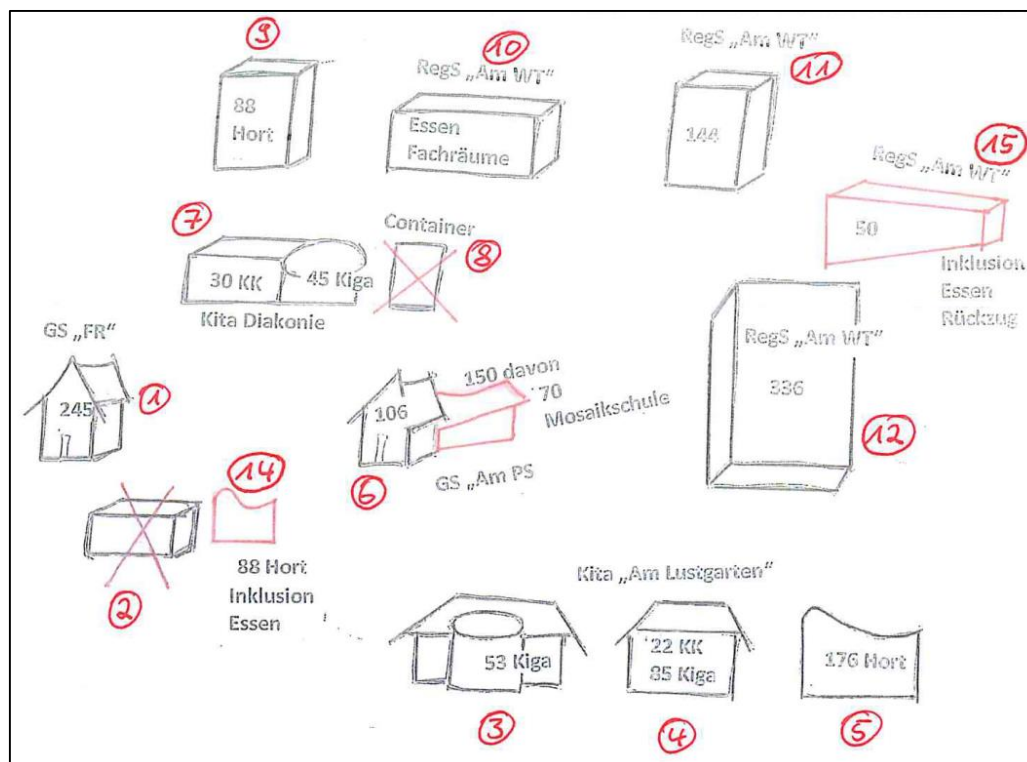 9
88
Hort
10
RegS „Am WT"
Essen
Fachräume
RegS „Am WT"
11
144
15
RegS „Am WT"
50
Inklusion
Essen
Rückzug
7
30 KK
45 Kiga
Kita Diakonie
Container
8
GS „FR"
245
1
106
150 davon
70
Mosaikschule
6
GS „Am PS
RegS „Am WT"
336
12
2
14
88 Hort
Inklusion
Essen
53 Kiga
3
Kita „Am Lustgarten"
22 KK
85 Kiga
4
176 Hort
5